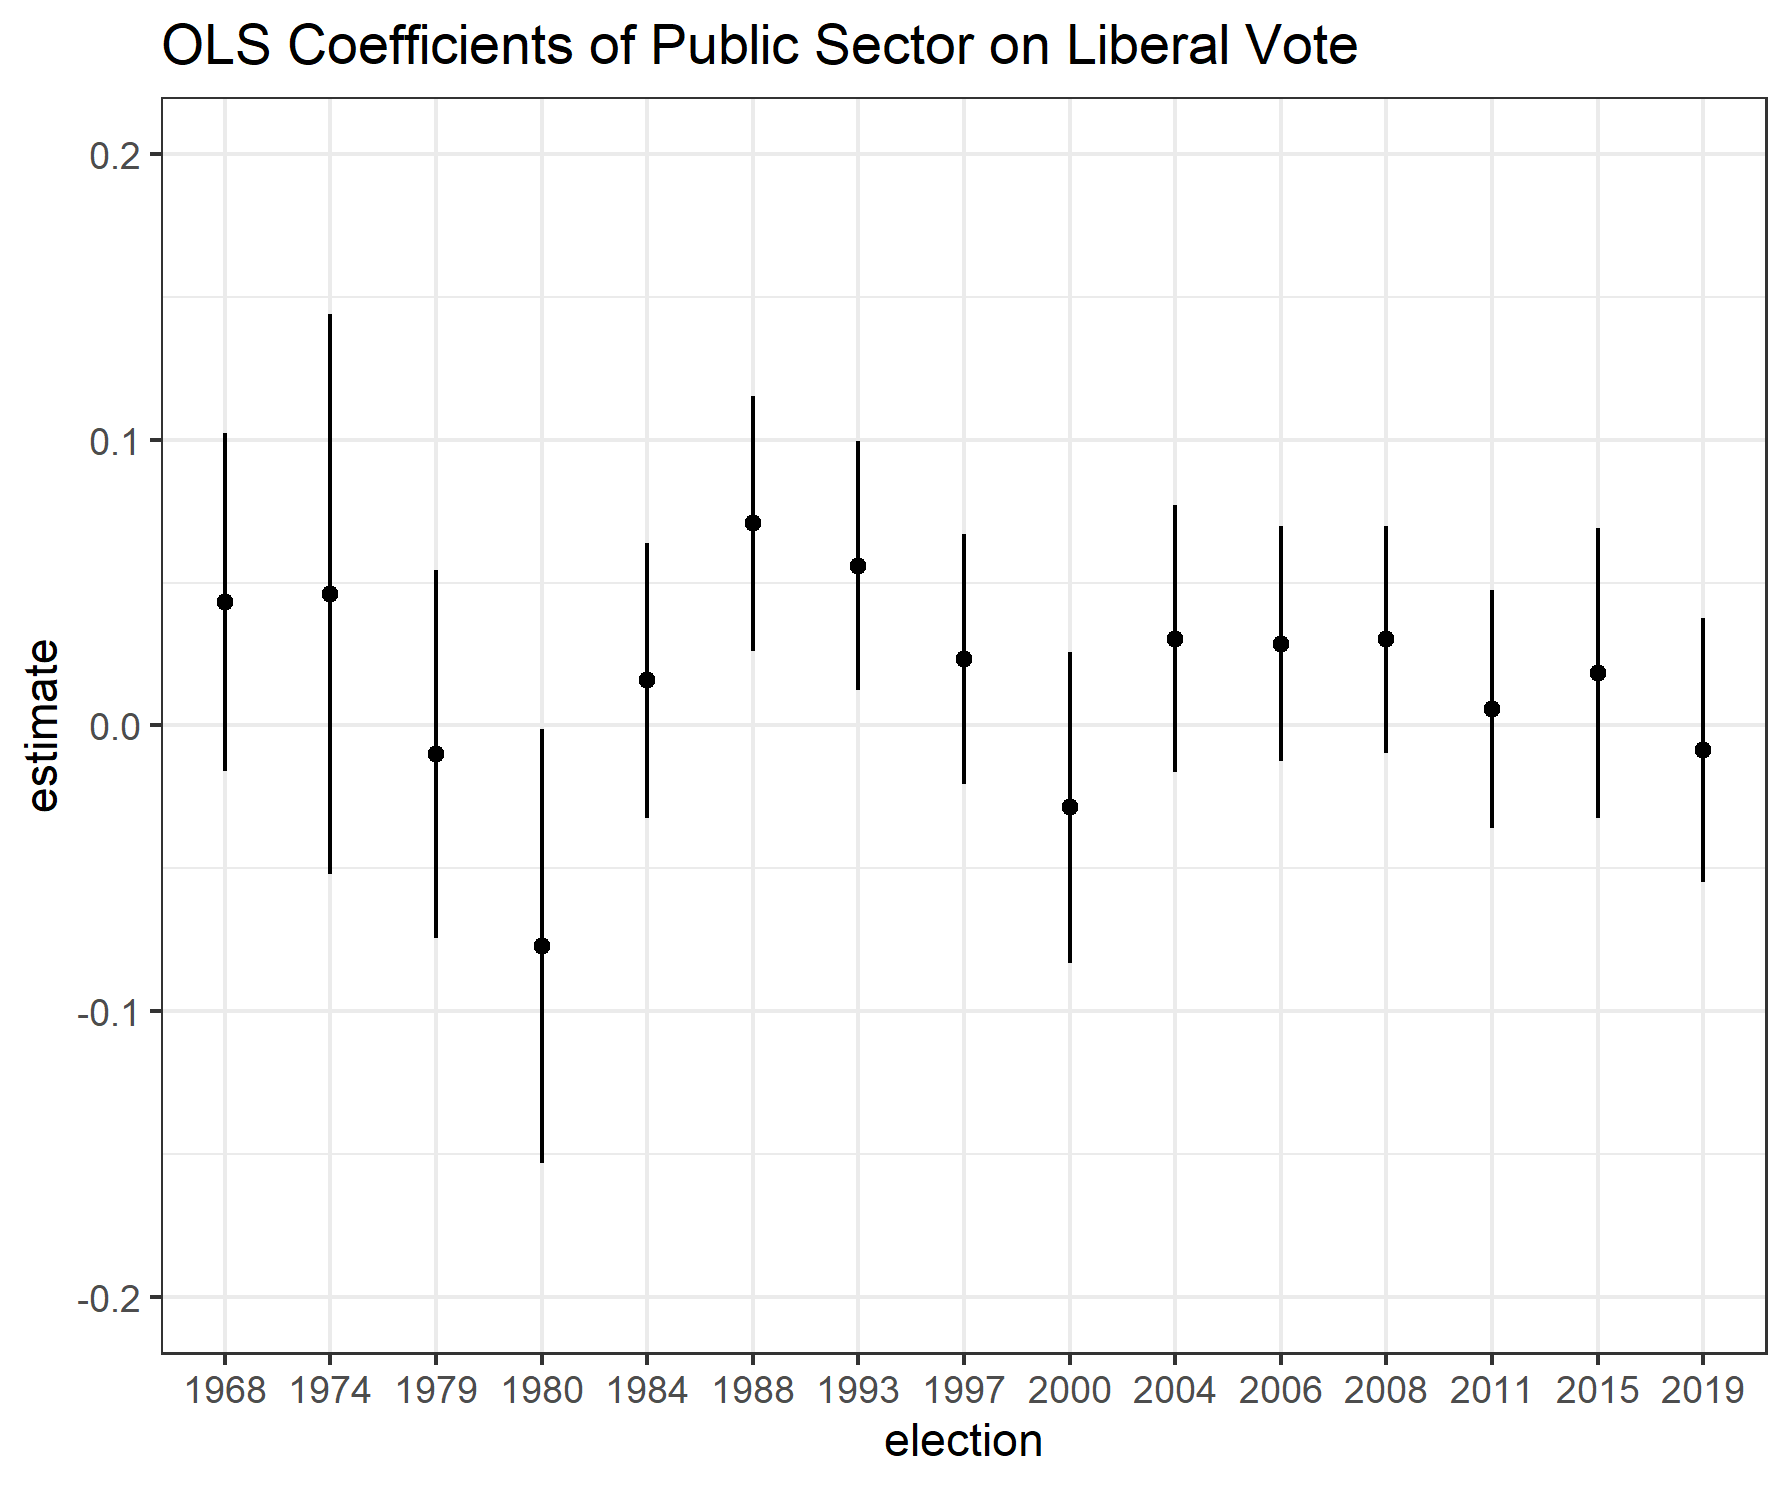 OLS Coefficients of Public Sector on Liberal Vote
estimate
0.2
0.1
0.0
-0.1
-0.2
1968 1974 1979 1980 1984 1988 1993 1997 2000 2004 2006 2008 2011 2015 2019
election